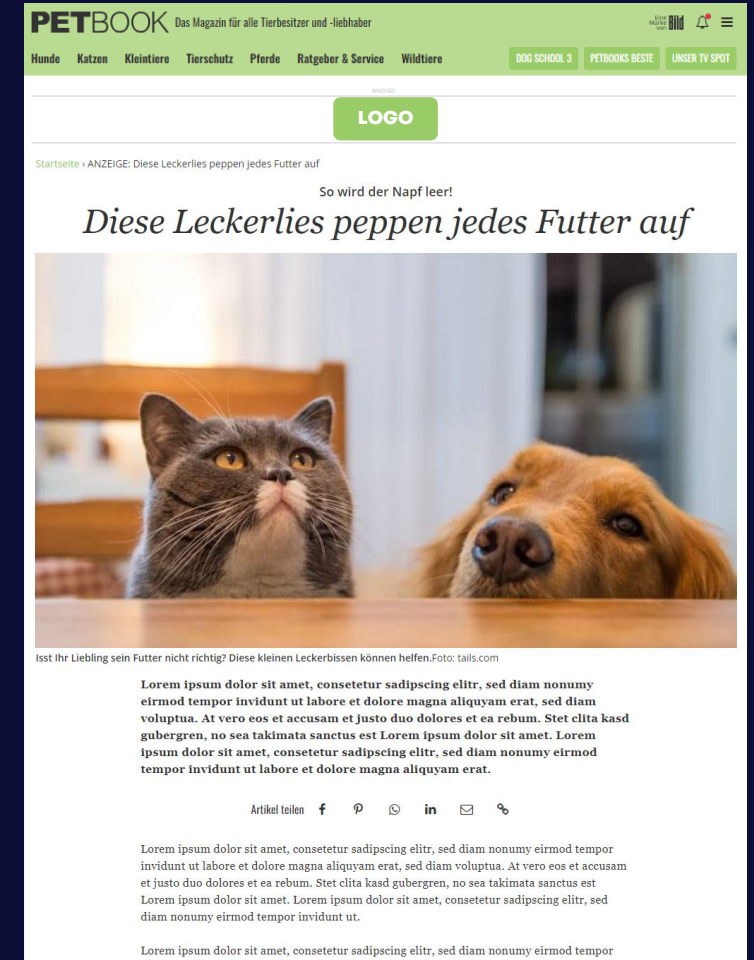 PETBOOK Das Magazin für alle Tierbesitzer und -liebhaber
Eine Marke von Bild
Hunde Katzen Kleintiere Tierschutz Pferde Ratgeber & Service Wildtiere
DOG SCHOOL 3 PETBOOKS BESTE UNSER TV SPOT
ANZEIGE
LOGO
Startseite › ANZEIGE: Diese Leckerlies peppen jedes Futter auf
So wird der Napf leer!
Diese Leckerlies peppen jedes Futter auf
Isst Ihr Liebling sein Futter nicht richtig? Diese kleinen Leckerbissen können helfen.Foto: tails.com
Lorem ipsum dolor sit amet, consetetur sadipscing elitr, sed diam nonumy
eirmod tempor invidunt ut labore et dolore magna aliquyam erat, sed diam
voluptua. At vero eos et accusam et justo duo dolores et ea rebum. Stet clita kasd
gubergren, no sea takimata sanctus est Lorem ipsum dolor sit amet. Lorem
ipsum dolor sit amet, consetetur sadipscing elitr, sed diam nonumy eirmod
tempor invidunt ut labore et dolore magna aliquyam erat.
Artikel teilen
Lorem ipsum dolor sit amet, consetetur sadipscing elitr, sed diam nonumy eirmod tempor
invidunt ut labore et dolore magna aliquyam erat, sed diam voluptua. At vero eos et accusam
et justo duo dolores et ea rebum. Stet clita kasd gubergren, no sea takimata sanctus est
Lorem ipsum dolor sit amet. Lorem ipsum dolor sit amet, consetetur sadipscing elitr, sed
diam nonumy eirmod tempor invidunt ut.
Lorem ipsum dolor sit amet, consetetur sadipscing elitr, sed diam nonumy eirmod tempor